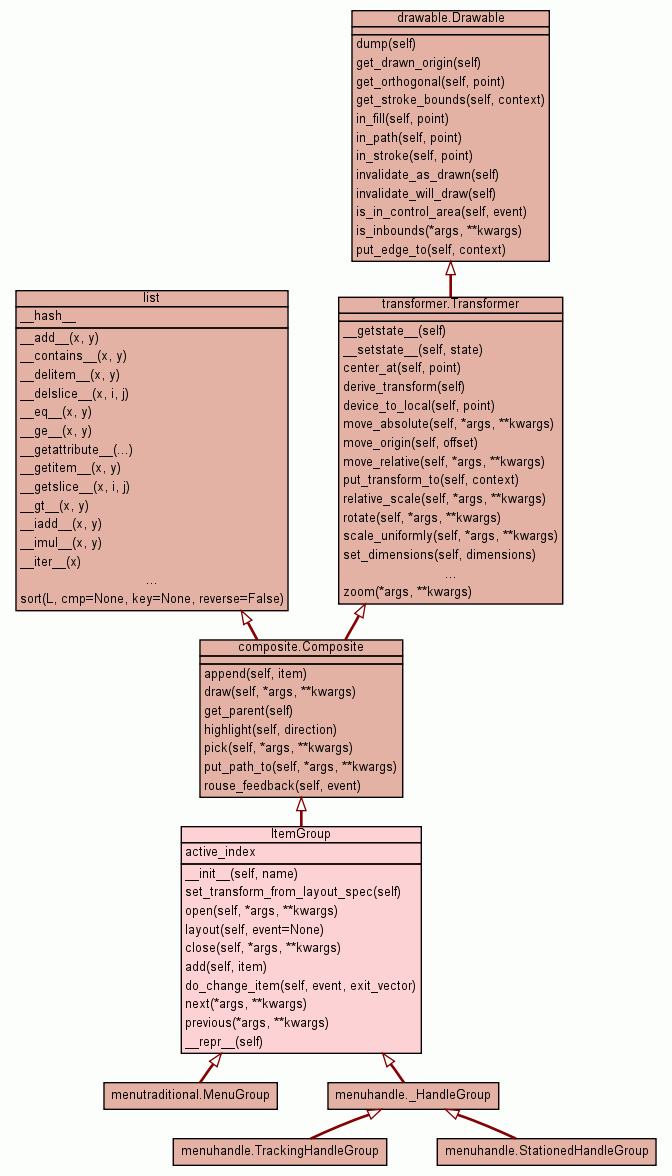 drawable.Drawable
dump(self)
get_drawn_origin(self)
get_orthogonal(self, point)
get_stroke_bounds(self, context)
in_fill(self, point)
in_path(self, point)
in_stroke(self, point)
invalidate_as_drawn(self)
invalidate_will_draw(self)
is_in_control_area(self, event)
is_inbounds(*args, **kwargs)
put_edge_to(self, context)
list
__hash__
__add__(x, y)
__contains__(x, y)
__delitem__(x, y)
__delslice__(x, i, j)
__eq__(x, y)
__ge__(x, y)
__getattribute__(...)
__getitem__(x, y)
__getslice__(x, i, j)
__gt__(x, y)
__iadd__(x, y)
__imul__(x, y)
__iter__(x)
...
sort(L, cmp=None, key=None, reverse=False)
transformer.Transformer
__getstate__(self)
__setstate__(self, state)
center_at(self, point)
derive_transform(self)
device_to_local(self, point)
move_absolute(self, *args, **kwargs)
move_origin(self, offset)
move_relative(self, *args, **kwargs)
put_transform_to(self, context)
relative_scale(self, *args, **kwargs)
rotate(self, *args, **kwargs)
scale_uniformly(self, *args, **kwargs)
set_dimensions(self, dimensions)
...
zoom(*args, **kwargs)
composite.Composite
append(self, item)
draw(self, *args, **kwargs)
get_parent(self)
highlight(self, direction)
pick(self, *args, **kwargs)
put_path_to(self, *args, **kwargs)
rouse_feedback(self, event)
ItemGroup
active_index
__init__(self, name)
set_transform_from_layout_spec(self)
open(self, *args, **kwargs)
layout(self, event=None)
close(self, *args, **kwargs)
add(self, item)
do_change_item(self, event, exit_vector)
next(*args, **kwargs)
previous(*args, **kwargs)
__repr__(self)
menutraditional.MenuGroup
menuhandle._HandleGroup
menuhandle.TrackingHandleGroup
menuhandle.StationedHandleGroup